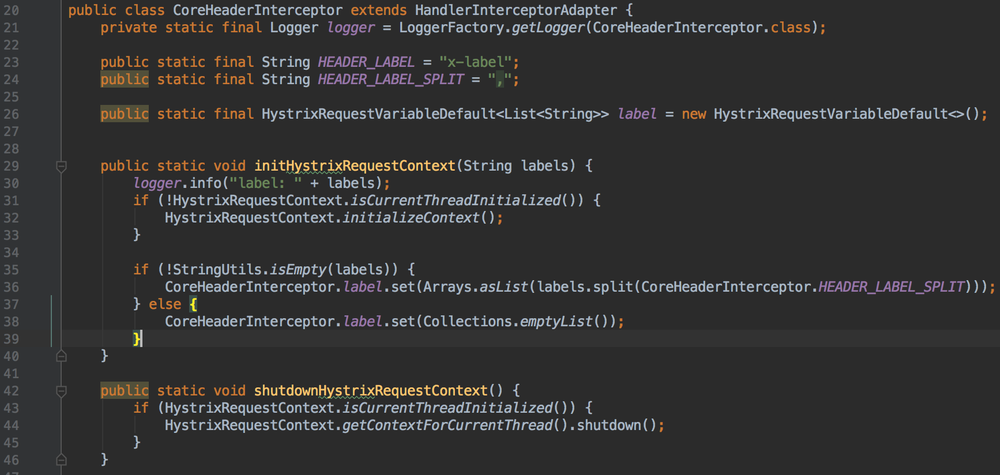 20 public class CoreHeaderInterceptor extends HandlerInterceptorAdapter {
21     private static final Logger logger = LoggerFactory.getLogger(CoreHeaderInterceptor.class);
22
23     public static final String HEADER_LABEL = "x-label";
24     public static final String HEADER_LABEL_SPLIT = ",";
25
26     public static final HystrixRequestVariableDefault<List<String>> label = new HystrixRequestVariableDefault<>();
27
28
29     public static void initHystrixRequestContext(String labels) {
30         logger.info("label: " + labels);
31         if (!HystrixRequestContext.isCurrentThreadInitialized()) {
32             HystrixRequestContext.initializeContext();
33         }
34
35         if (!StringUtils.isEmpty(labels)) {
36             CoreHeaderInterceptor.label.set(Arrays.asList(labels.split(CoreHeaderInterceptor.HEADER_LABEL_SPLIT)));
37         } else {
38             CoreHeaderInterceptor.label.set(Collections.emptyList());
39         }
40     }
41
42     public static void shutdownHystrixRequestContext() {
43         if (HystrixRequestContext.isCurrentThreadInitialized()) {
44             HystrixRequestContext.getContextForCurrentThread().shutdown();
45         }
46     }